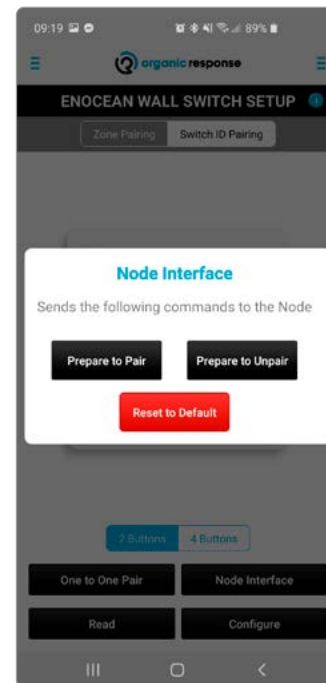 09:19 89%
organic response
ENOCEAN WALL SWITCH SETUP
Zone Pairing Switch ID Pairing
Node Interface
Sends the following commands to the Node
Prepare to Pair Prepare to Unpair
Reset to Default
2 Buttons 4 Buttons
One to One Pair Node Interface
Read Configure